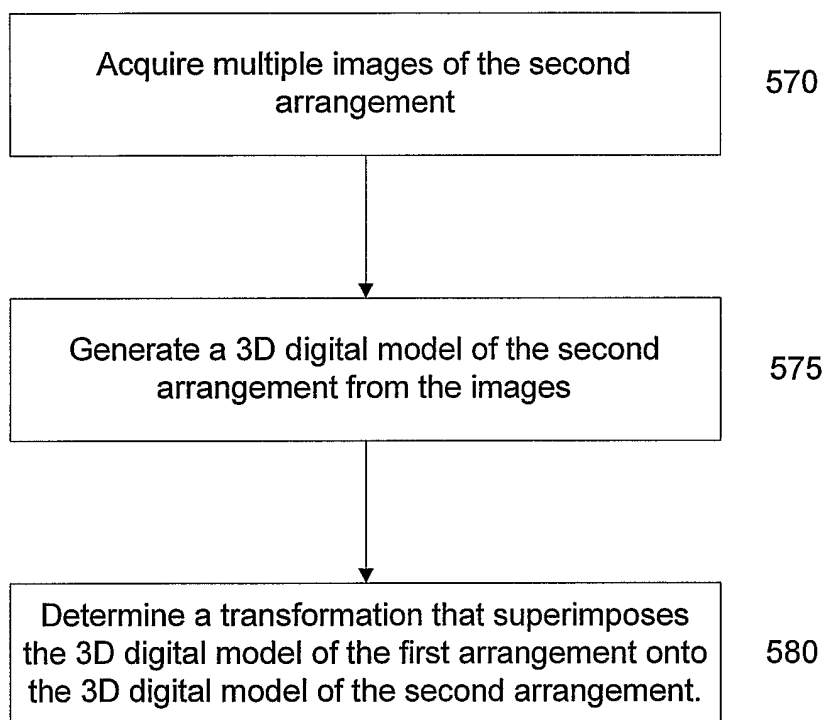 Acquire multiple images of the second
arrangement
570
Generate a 3D digital model of the second
arrangement from the images
575
Determine a transformation that superimposes
the 3D digital model of the first arrangement onto
the 3D digital model of the second arrangement.
580